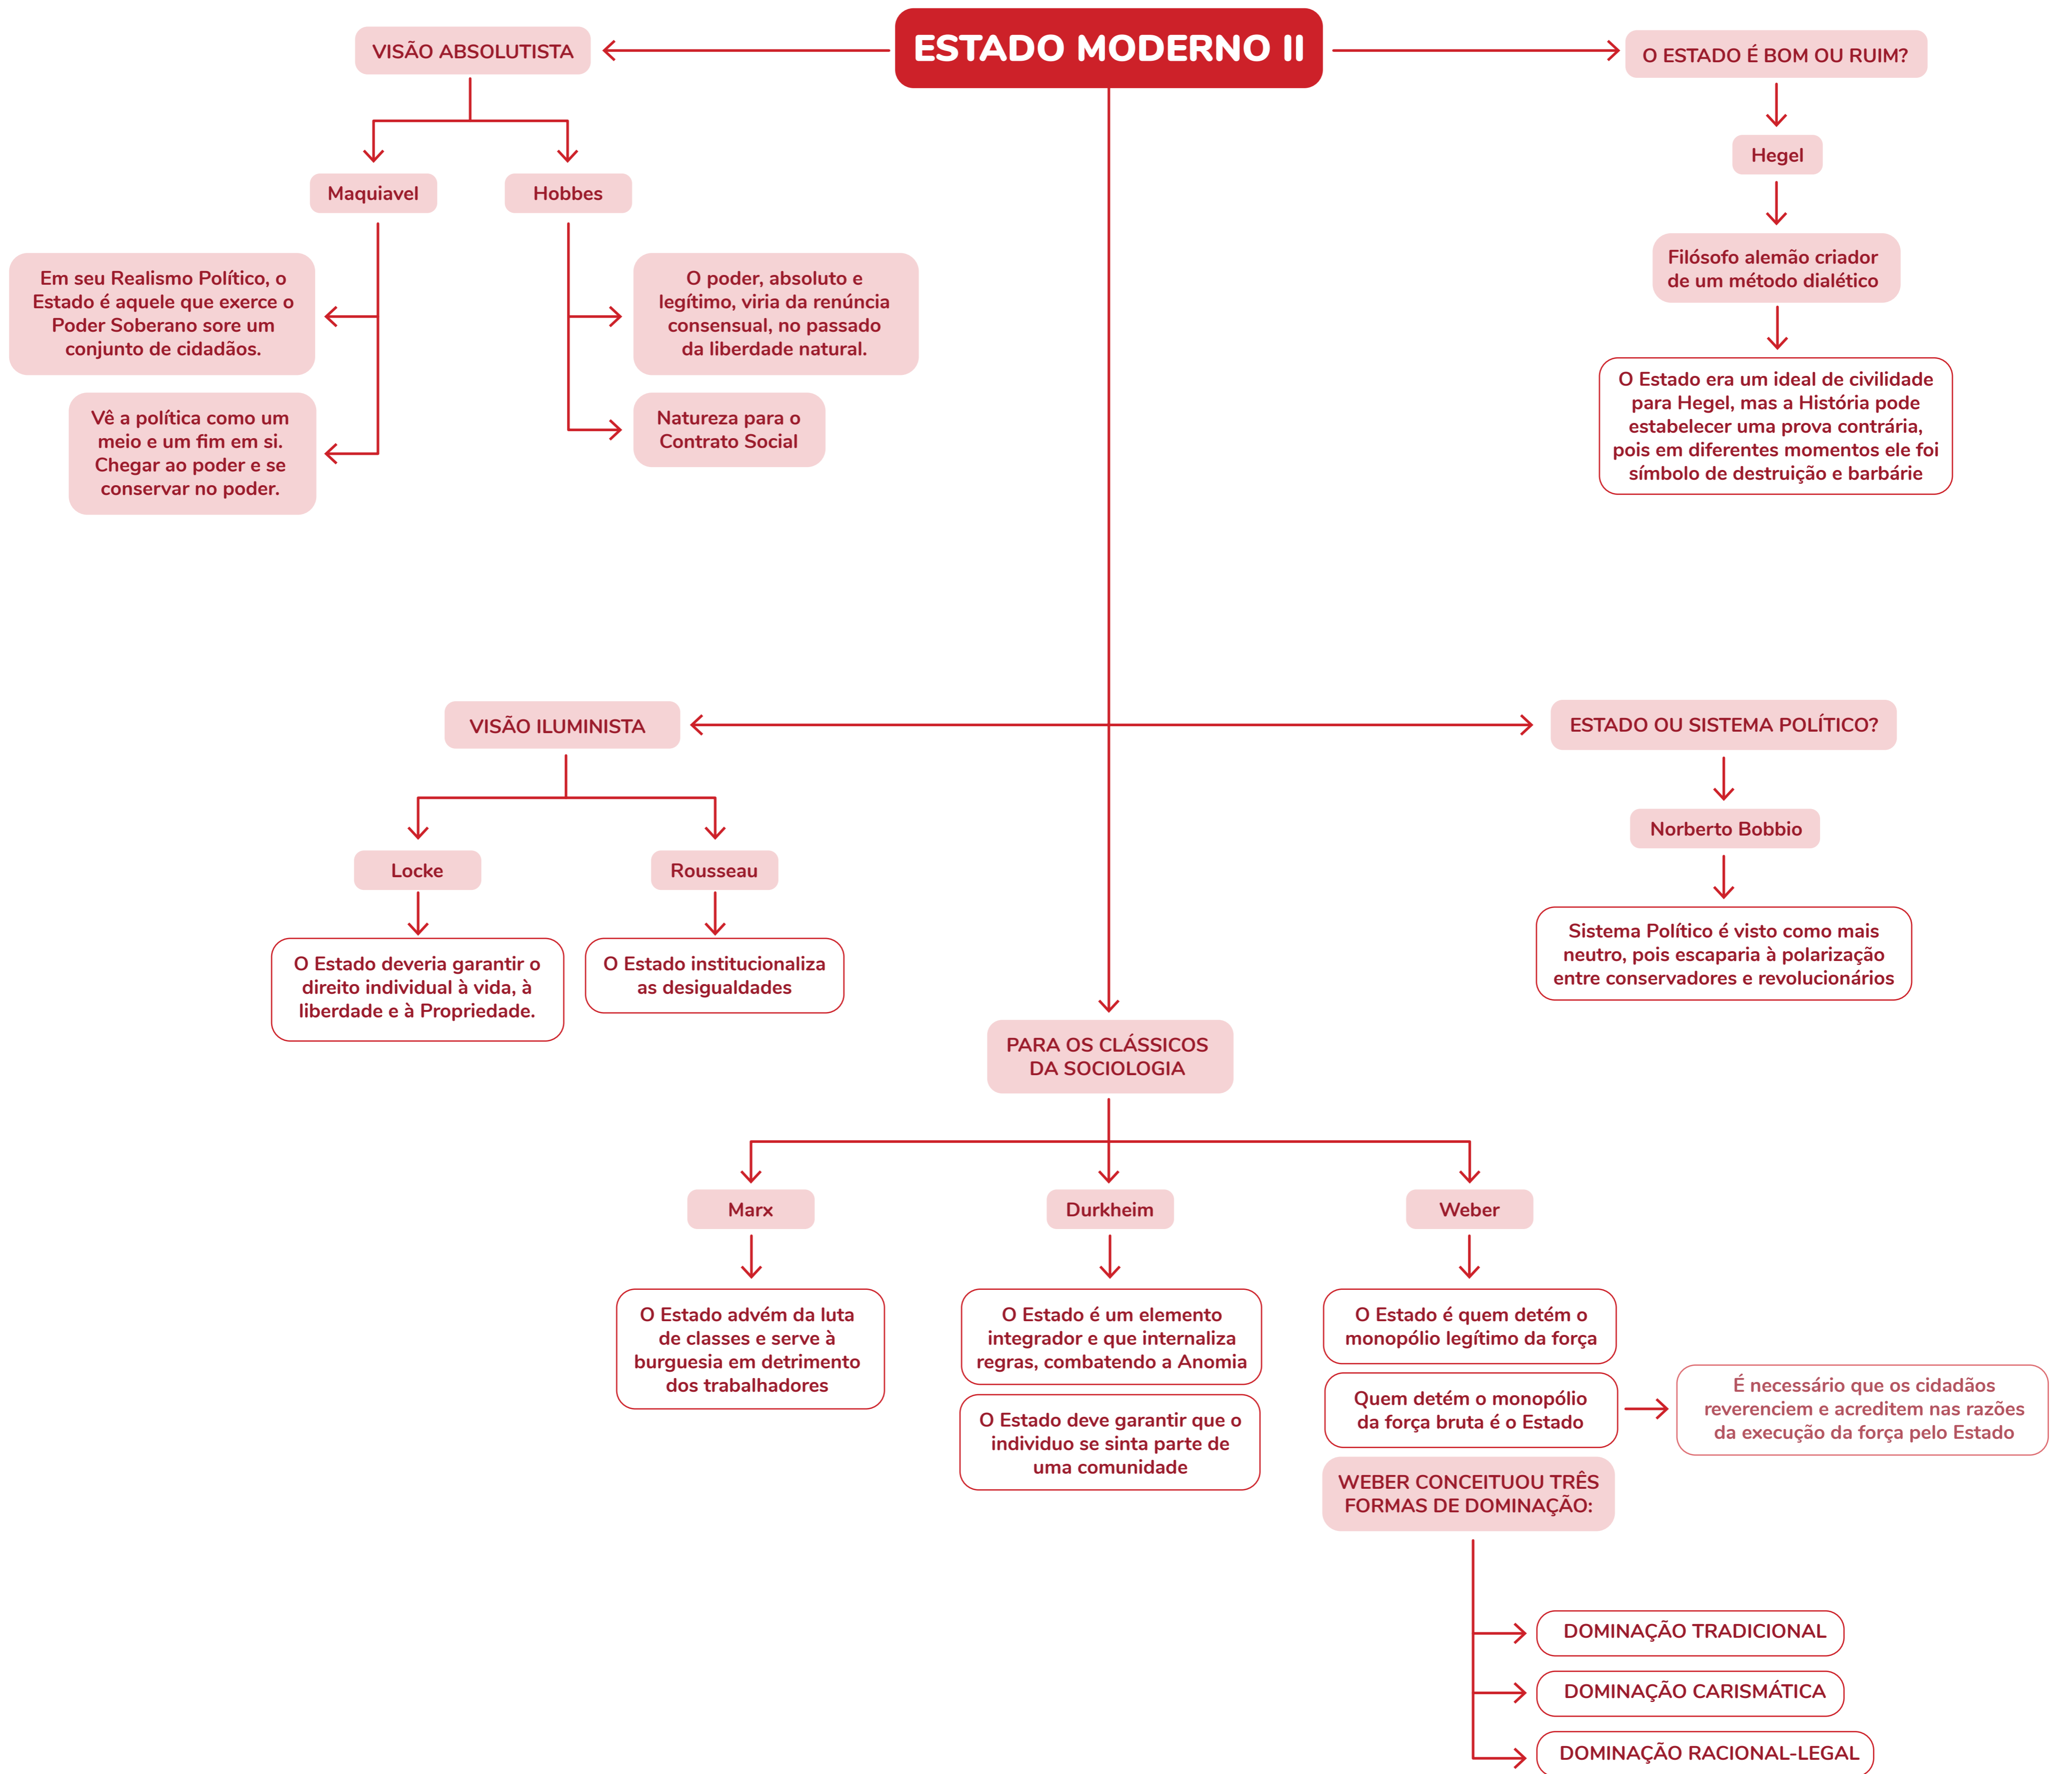 ESTADO MODERNO II
VISÃO ABSOLUTISTA
Maquiavel
Em seu Realismo Político, o
Estado é aquele que exerce o
Poder Soberano sore um
conjunto de cidadãos.
Vê a política como um
meio e um fim em si.
Chegar ao poder e se
conservar no poder.
Hobbes
O poder, absoluto e
legítimo, viria da renúncia
consensual, no passado
da liberdade natural.
Natureza para o
Contrato Social
O ESTADO É BOM OU RUIM?
Hegel
Filósofo alemão criador
de um método dialético
O Estado era um ideal de civilidade
para Hegel, mas a História pode
estabelecer uma prova contrária,
pois em diferentes momentos ele foi
símbolo de destruição e barbárie
VISÃO ILUMINISTA
Locke
O Estado deveria garantir o
direito individual à vida, à
liberdade e à Propriedade.
Rousseau
O Estado institucionaliza
as desigualdades
ESTADO OU SISTEMA POLÍTICO?
Norberto Bobbio
Sistema Político é visto como mais
neutro, pois escaparia à polarização
entre conservadores e revolucionários
PARA OS CLÁSSICOS
DA SOCIOLOGIA
Marx
O Estado advém da luta
de classes e serve à
burguesia em detrimento
dos trabalhadores
Durkheim
O Estado é um elemento
integrador e que internaliza
regras, combatendo a Anomia
O Estado deve garantir que o
individuo se sinta parte de
uma comunidade
Weber
O Estado é quem detém o
monopólio legítimo da força
Quem detém o monopólio
da força bruta é o Estado
É necessário que os cidadãos
reverenciem e acreditem nas razões
da execução da força pelo Estado
WEBER CONCEITUOU TRÊS
FORMAS DE DOMINAÇÃO:
DOMINAÇÃO TRADICIONAL
DOMINAÇÃO CARISMÁTICA
DOMINAÇÃO RACIONAL-LEGAL